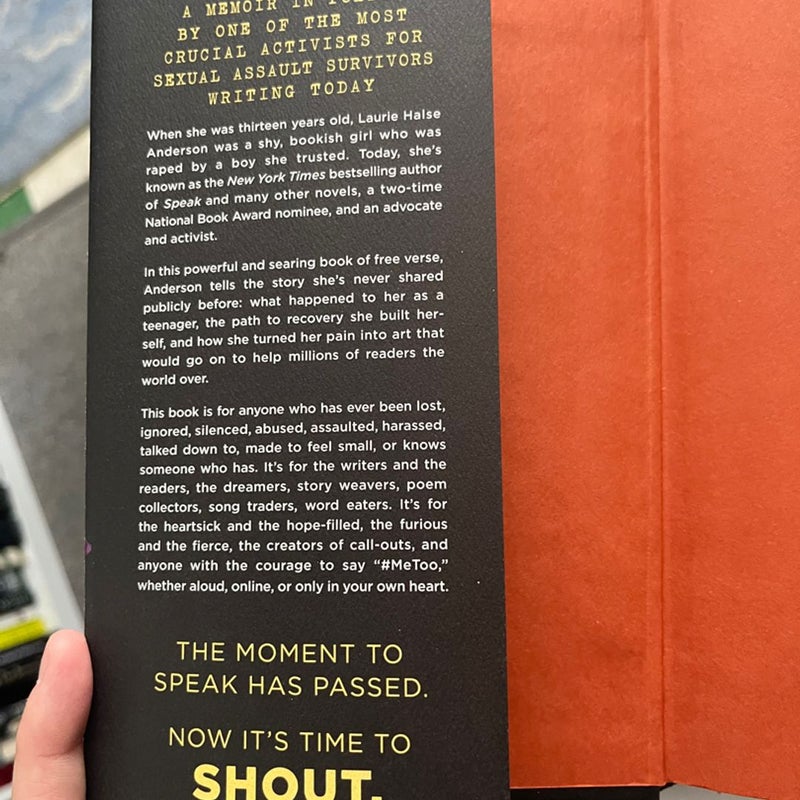 A MEMOIR IN
BY ONE OF THE MOST
CRUCIAL ACTIVISTS FOR
SEXUAL ASSAULT SURVIVORS
WRITING TODAY
When she was thirteen years old, Laurie Halse
Anderson was a shy, bookish girl who was
raped by a boy she trusted. Today, she's
known as the New York Times bestselling author
of Speak and many other novels, a two-time
National Book Award nominee, and an advocate
and activist.
In this powerful and searing book of free verse,
Anderson tells the story she's never shared
publicly before: what happened to her as a
teenager, the path to recovery she built her-
self, and how she turned her pain into art that
would go on to help millions of readers the
world over.
This book is for anyone who has ever been lost,
ignored, silenced, abused, assaulted, harassed,
talked down to, made to feel small, or knows
someone who has. It's for the writers and the
readers, the dreamers, story weavers, poem
collectors, song traders, word eaters. It's for
the heartsick and the hope-filled, the furious
and the fierce, the creators of call-outs, and
anyone with the courage to say "#MeToo,"
whether aloud, online, or only in your own heart.
THE MOMENT TO
SPEAK HAS PASSED.
NOW IT'S TIME TO
SHOUT.